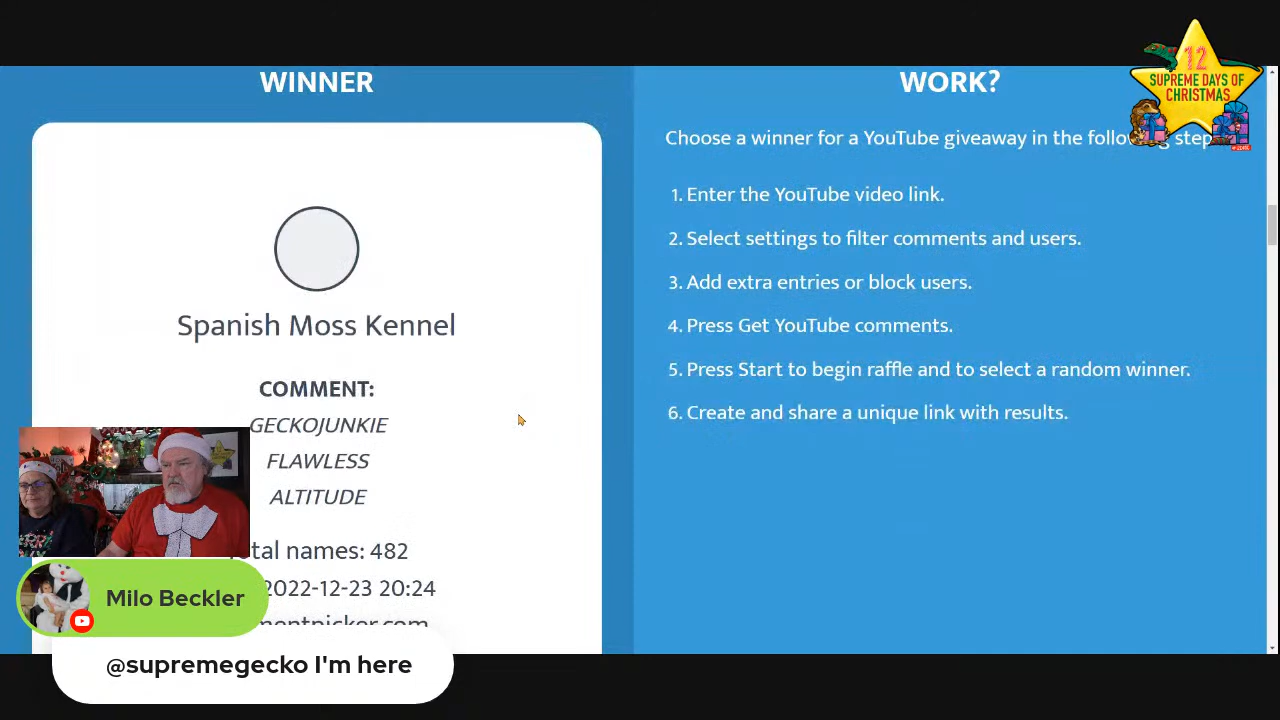 WINNER
Spanish Moss Kennel
COMMENT:
GECKOJUNKIE
FLAWLESS
ALTITUDE
names: 482
2022-12-23 20:24
WORK?
Choose a winner for a YouTube giveaway in the
1. Enter the YouTube video link.
2. Select settings to filter comments and users.
3. Add extra entries or block users.
4. Press Get YouTube comments.
5. Press Start to begin raffle and to select a random winner.
6. Create and share a unique link with results.
12
SUPREME DAYS OF
CHRISTMAS
Milo Beckler
@supremegecko I'm here